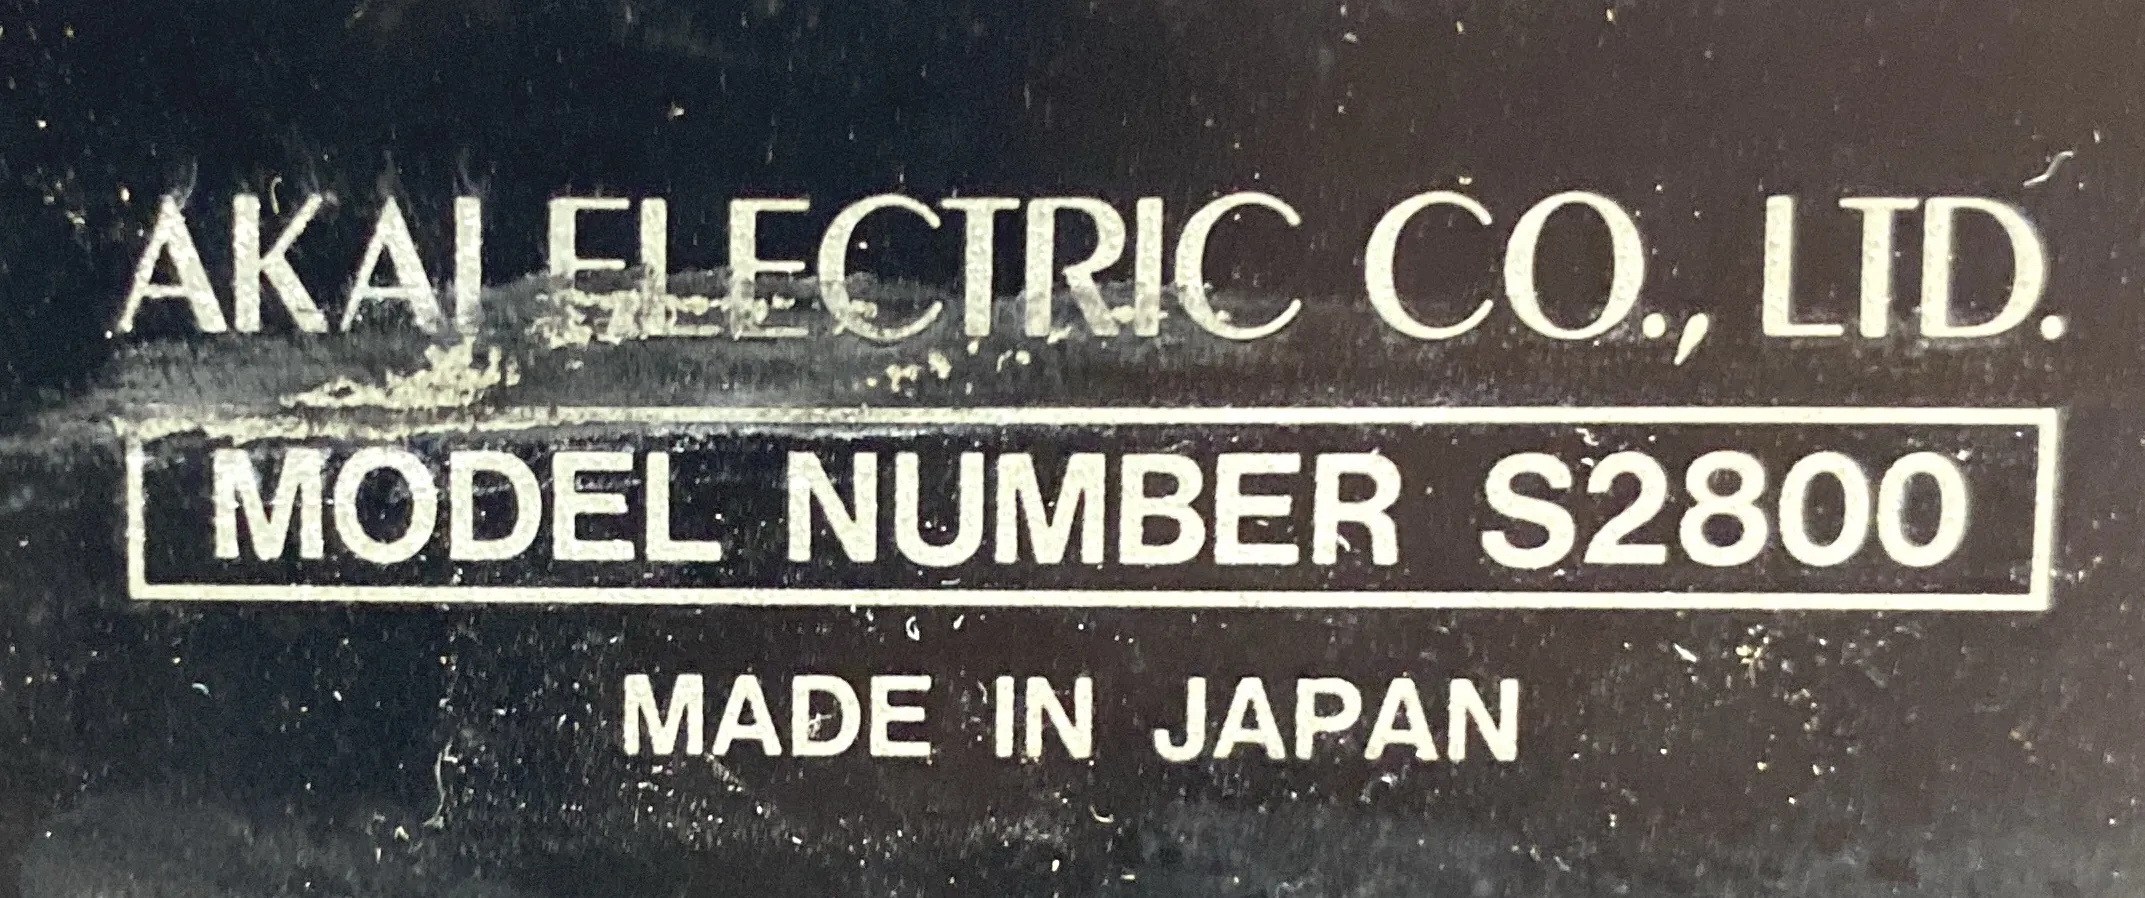 AKAI ELECTRIC CO., LTD.
MODEL NUMBER S2800
MADE IN JAPAN